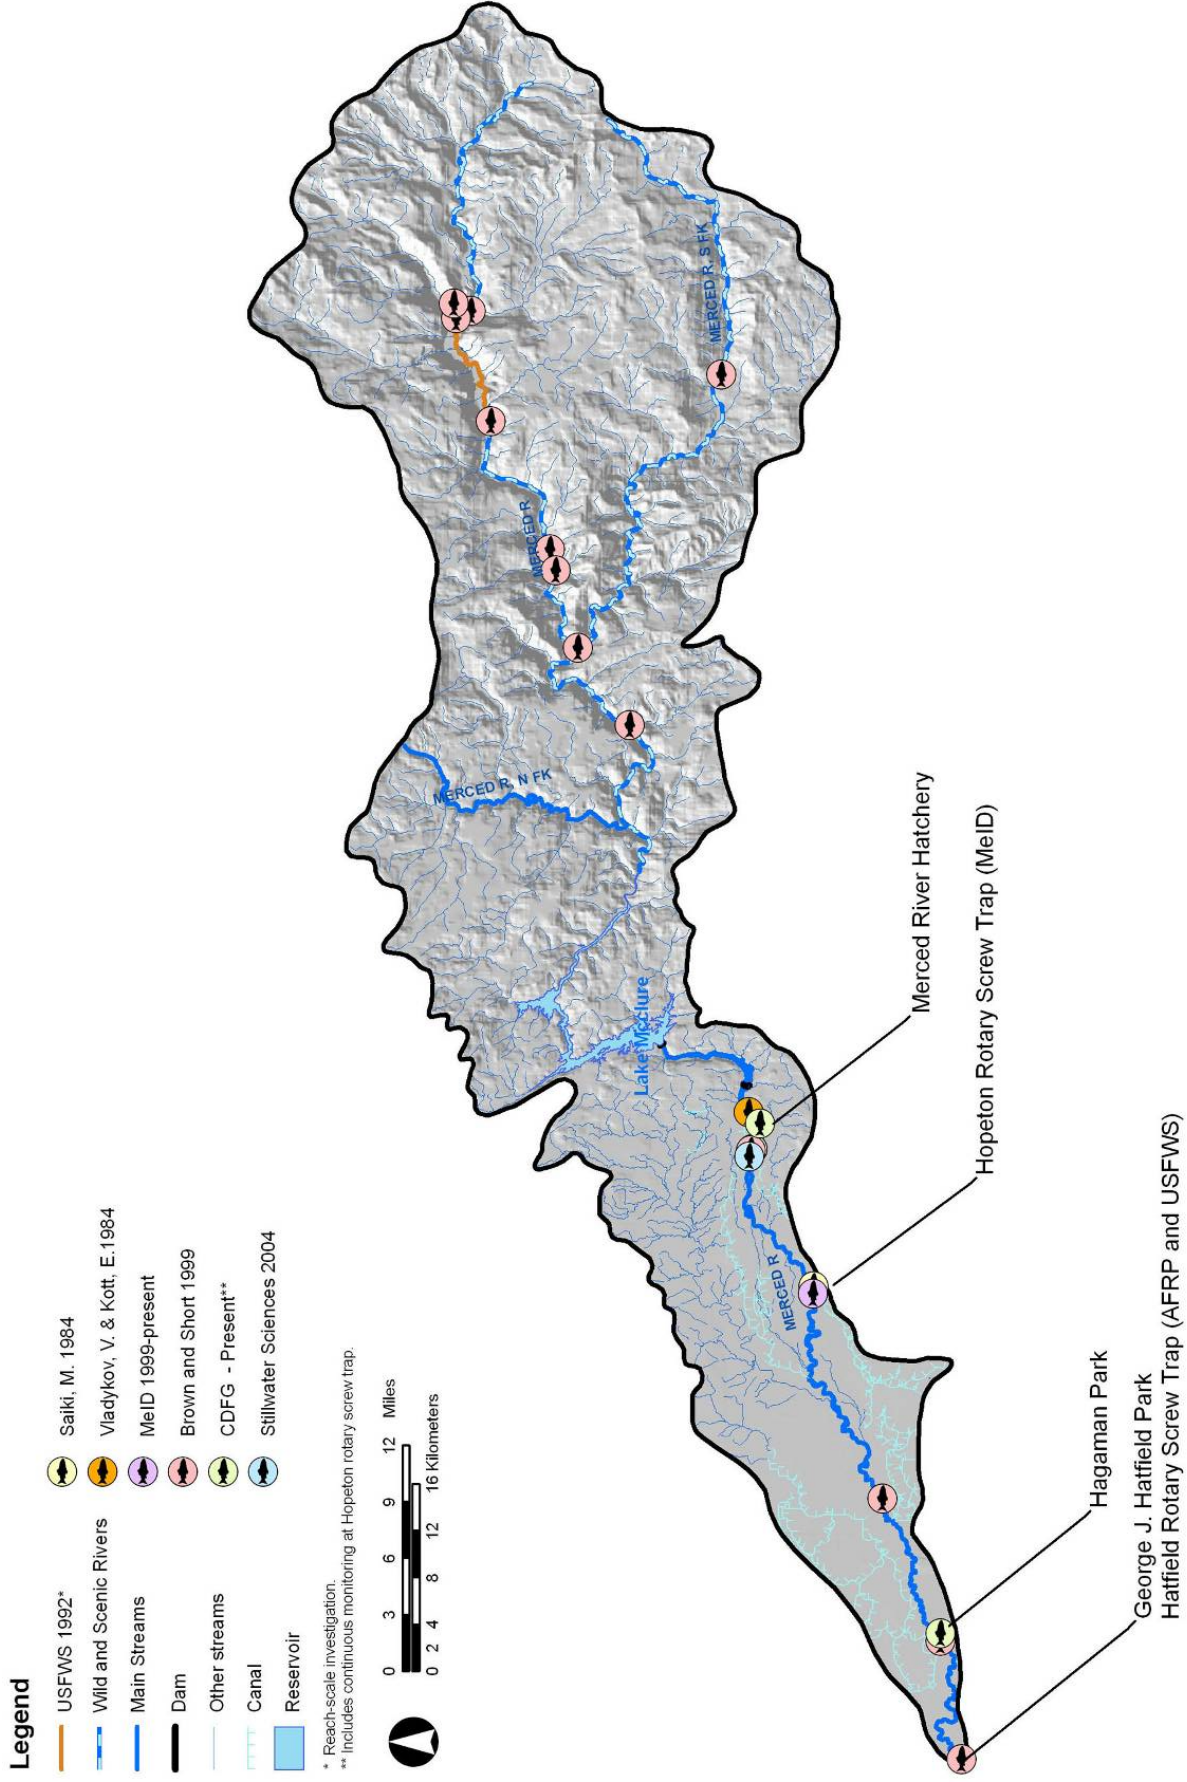 Legend
USFWS 1992*
Wild and Scenic Rivers
Main Streams
Dam
Other streams
Canal
Reservoir
Saiki, M. 1984
Vladykov, V. & Kott, E.1984
MeID 1999-present
Brown and Short 1999
CDFG - Present**
Stillwater Sciences 2004
* Reach-scale investigation.
** Includes continuous monitoring at Hopeton rotary screw trap.
0 3 6 9 12 Miles
0 2 4 8 12 16 Kilometers
MERCED R, S FK
MERCED R
MERCED R, N FK
Lake McClure
MERCED R
Merced River Hatchery
Hopeton Rotary Screw Trap (MeID)
Hagaman Park
George J. Hatfield Park
Hatfield Rotary Screw Trap (AFRP and USFWS)